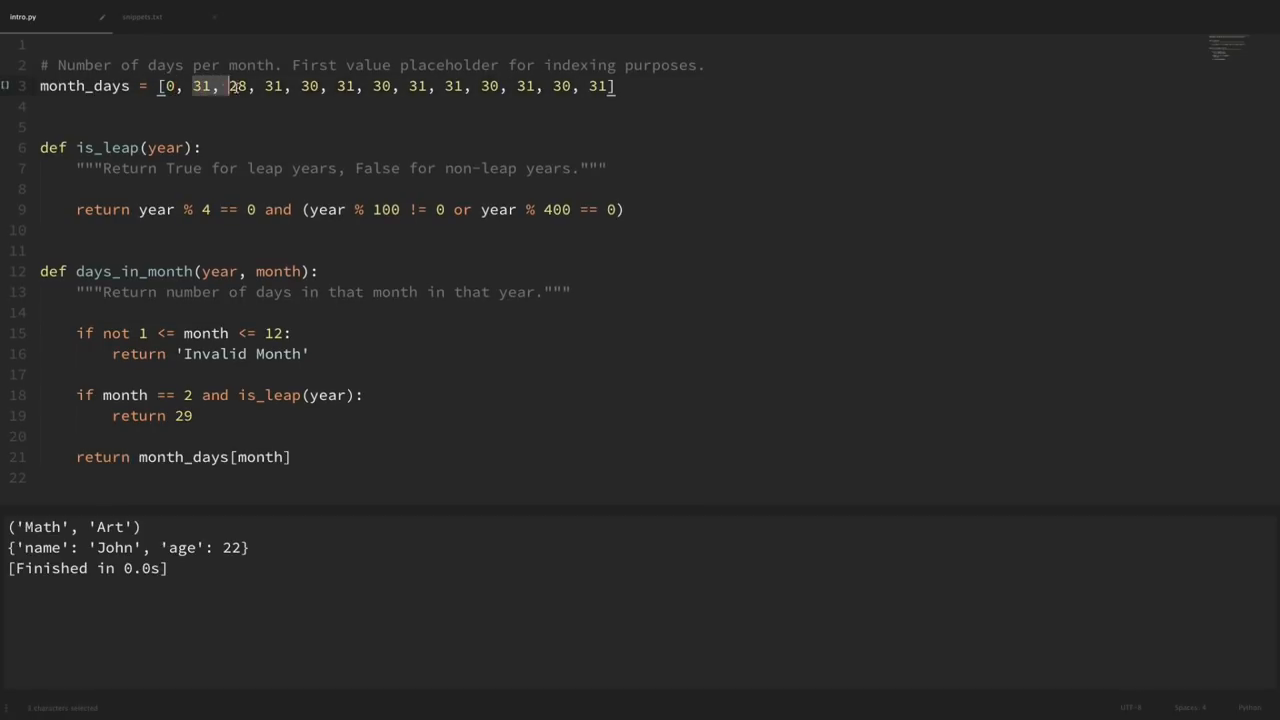 intro.py snippets.txt
1
2 # Number of days per month. First value placeholder for indexing purposes.
3 month_days = [0, 31, 28, 31, 30, 31, 30, 31, 31, 30, 31, 30, 31]
4
5
6 def is_leap(year):
7     """Return True for leap years, False for non-leap years."""
8
9     return year % 4 == 0 and (year % 100 != 0 or year % 400 == 0)
10
11
12 def days_in_month(year, month):
13     """Return number of days in that month in that year."""
14
15     if not 1 <= month <= 12:
16         return 'Invalid Month'
17
18     if month == 2 and is_leap(year):
19         return 29
20
21     return month_days[month]
22
('Math', 'Art')
{'name': 'John', 'age': 22}
[Finished in 0.0s]
characters selected UTF-8 Spaces: 4 Python